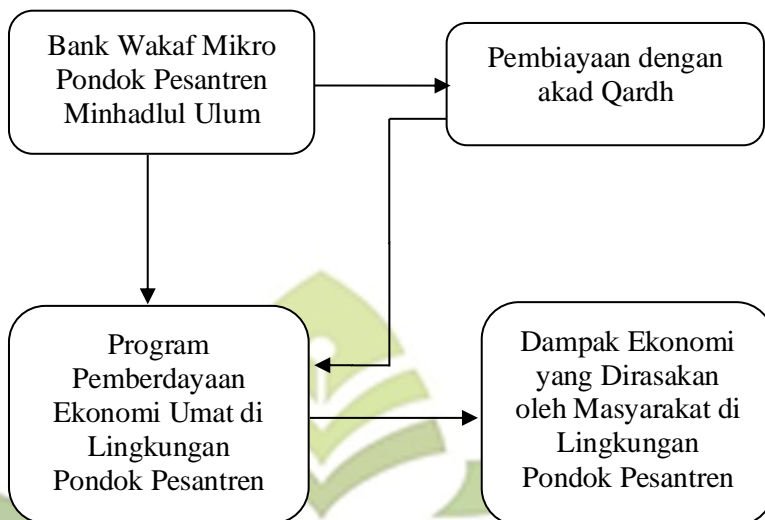 Bank Wakaf Mikro
Pondok Pesantren
Minhadlul Ulum
Pembiayaan dengan
akad Qardh
Program
Pemberdayaan
Ekonomi Umat di
Lingkungan
Pondok Pesantren
Dampak Ekonomi
yang Dirasakan
oleh Masyarakat di
Lingkungan
Pondok Pesantren